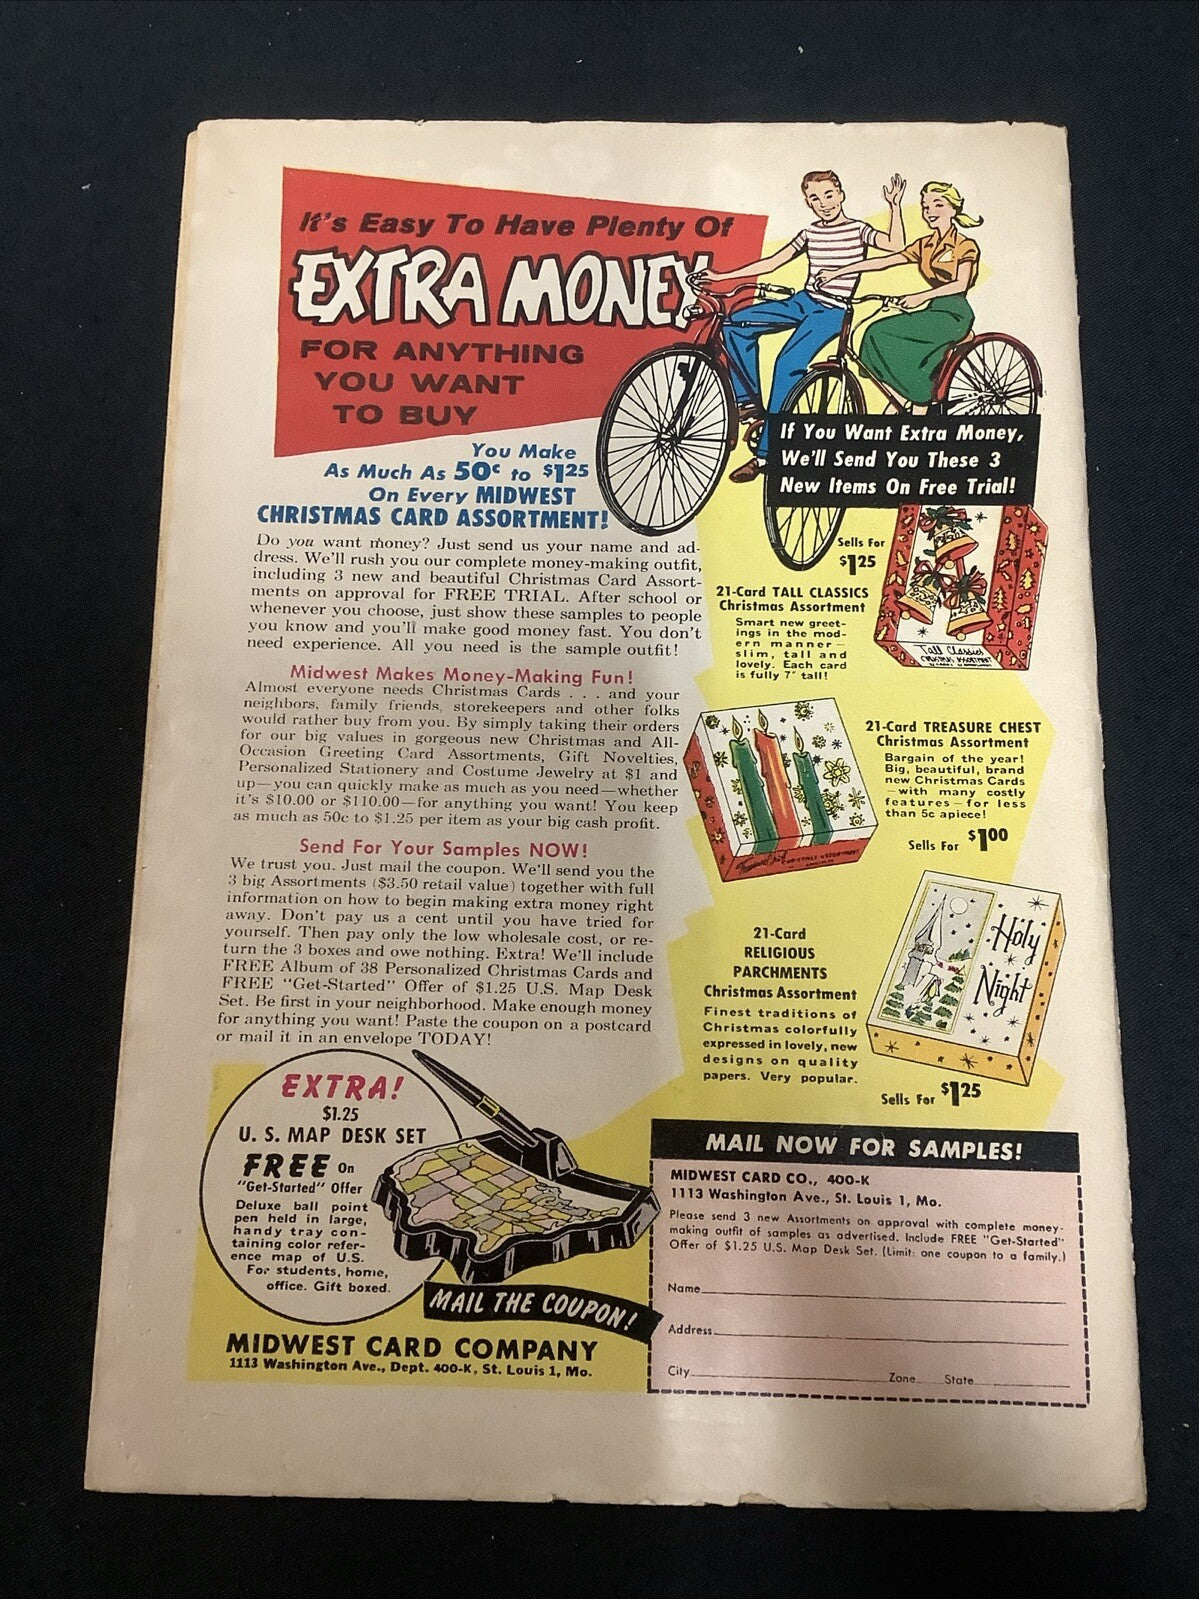 It's Easy To Have Plenty Of
EXTRA MONEY
FOR ANYTHING
YOU WANT
TO BUY
You Make
As Much As 50¢ to $1.25
On Every MIDWEST
CHRISTMAS CARD ASSORTMENT!
Do you want money? Just send us your name and ad-
dress. We'll rush you our complete money-making outfit,
including 3 new and beautiful Christmas Card Assort-
ments on approval for FREE TRIAL. After school or
whenever you choose, just show these samples to people
you know and you'll make good money fast. You don't
need experience. All you need is the sample outfit!
Midwest Makes Money-Making Fun!
Almost everyone needs Christmas Cards . . . and your
neighbors, family friends, storekeepers and other folks
would rather buy from you. By simply taking their orders
for our big values in gorgeous new Christmas and All-
Occasion Greeting Card Assortments, Gift Novelties,
Personalized Stationery and Costume Jewelry at $1 and
up—you can quickly make as much as you need—whether
it's $10.00 or $110.00—for anything you want! You keep
as much as 50c to $1.25 per item as your big cash profit.
Send For Your Samples NOW!
We trust you. Just mail the coupon. We'll send you the
3 big Assortments ($3.50 retail value) together with full
information on how to begin making extra money right
away. Don't pay us a cent until you have tried for
yourself. Then pay only the low wholesale cost, or re-
turn the 3 boxes and owe nothing. Extra! We'll include
FREE Album of 38 Personalized Christmas Cards and
FREE "Get-Started" Offer of $1.25 U.S. Map Desk
Set. Be first in your neighborhood. Make enough money
for anything you want! Paste the coupon on a postcard
or mail it in an envelope TODAY!
If You Want Extra Money,
We'll Send You These 3
New Items On Free Trial!
Sells For
$1.25
21-Card TALL CLASSICS
Christmas Assortment
Smart new greet-
ings in the mod-
ern manner—
slim, tall and
lovely. Each card
is fully 7" tall!
Tall Classics
CHRISTMAS ASSORTMENT
21-Card TREASURE CHEST
Christmas Assortment
Bargain of the year!
Big, beautiful, brand
new Christmas Cards
—with many costly
features—for less
than 5c apiece!
Sells For $1.00
Treasure Chest CHRISTMAS ASSORTMENT
21-Card
RELIGIOUS
PARCHMENTS
Christmas Assortment
Finest traditions of
Christmas colorfully
expressed in lovely, new
designs on quality
papers. Very popular.
Holy
Night
Sells For $1.25
EXTRA!
$1.25
U. S. MAP DESK SET
FREE On
"Get-Started" Offer
Deluxe ball point
pen held in large,
handy tray con-
taining color refer-
ence map of U.S.
For students, home,
office. Gift boxed.
MAIL THE COUPON!
MIDWEST CARD COMPANY
1113 Washington Ave., Dept. 400-K, St. Louis 1, Mo.
MAIL NOW FOR SAMPLES!
MIDWEST CARD CO., 400-K
1113 Washington Ave., St. Louis 1, Mo.
Please send 3 new Assortments on approval with complete money-
making outfit of samples as advertised. Include FREE "Get-Started"
Offer of $1.25 U.S. Map Desk Set. (Limit: one coupon to a family.)
Name
Address
City Zone State